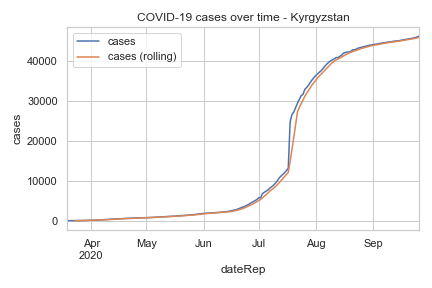 COVID-19 cases over time - Kyrgyzstan
cases
cases (rolling)
40000
30000
20000
10000
0
cases
Apr May Jun Jul Aug Sep
2020
dateRep